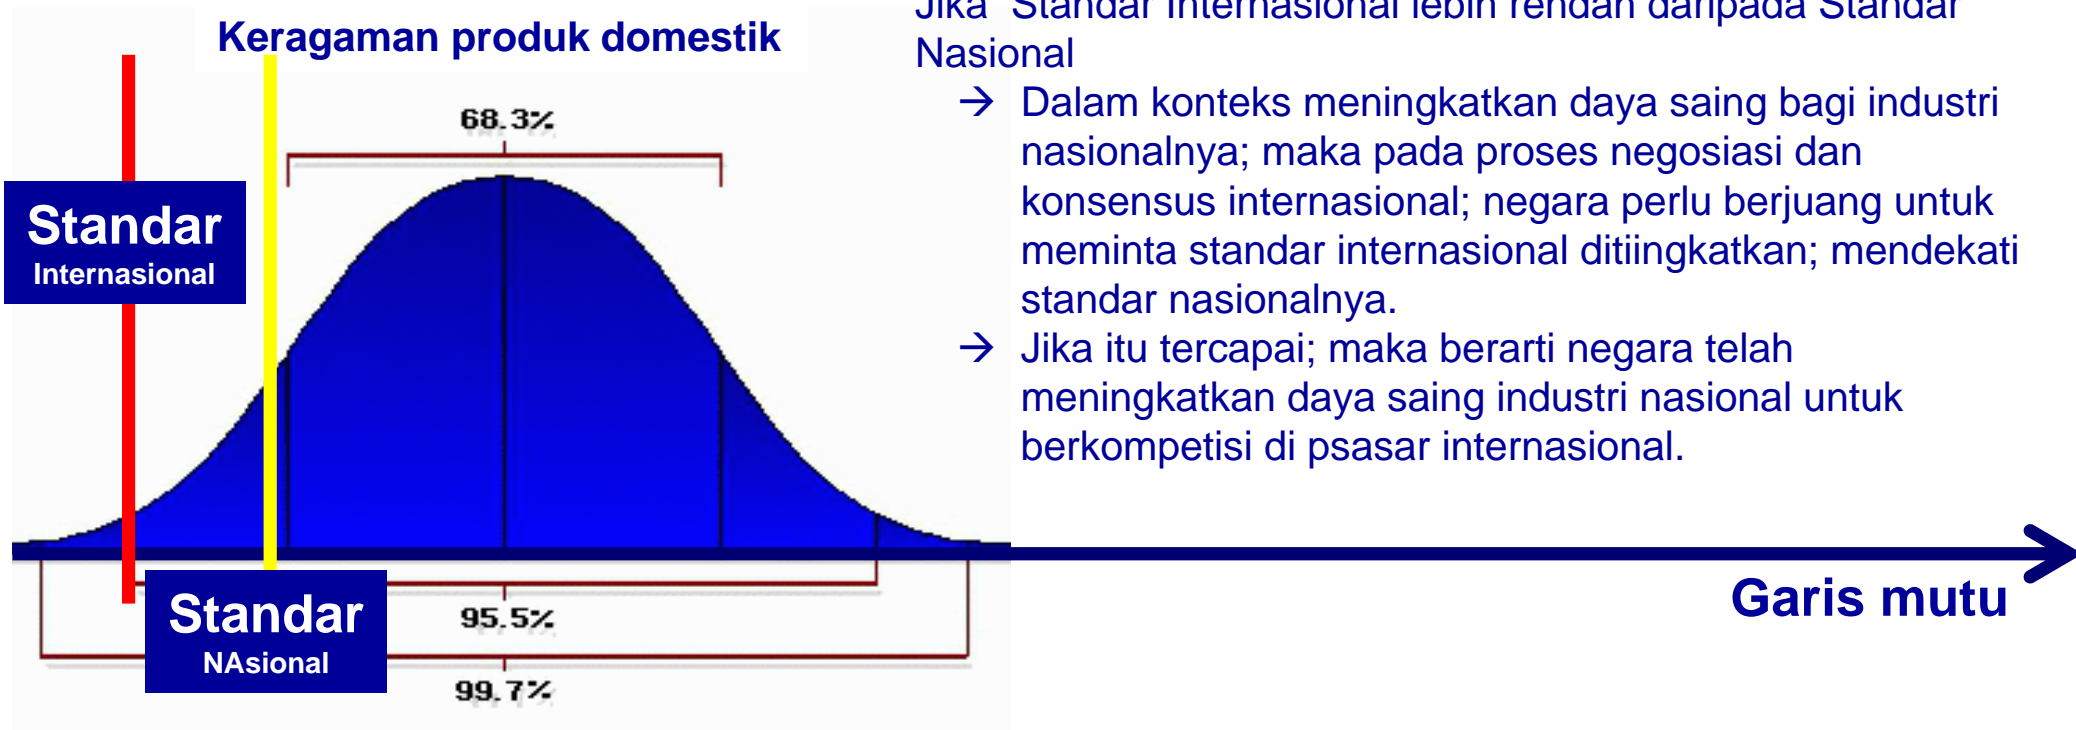 Keragaman produk domestik
68.3%
Standar
Internasional
Standar
NAsional
95.5%
99.7%
Jika Standar Internasional lebih rendah daripada Standar
Nasional
→ Dalam konteks meningkatkan daya saing bagi industri
nasionalnya; maka pada proses negosiasi dan
konsensus internasional; negara perlu berjuang untuk
meminta standar internasional ditiingkatkan; mendekati
standar nasionalnya.
→ Jika itu tercapai; maka berarti negara telah
meningkatkan daya saing industri nasional untuk
berkompetisi di psasar internasional.
Garis mutu